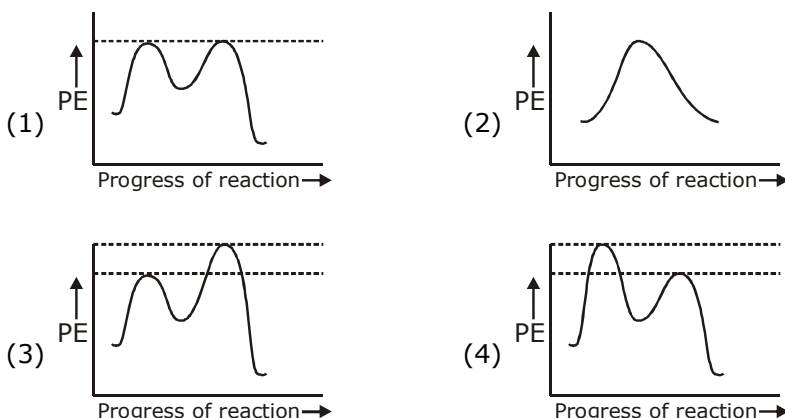 (1)
PE
Progress of reaction
(2)
PE
Progress of reaction
(3)
PE
Progress of reaction
(4)
PE
Progress of reaction